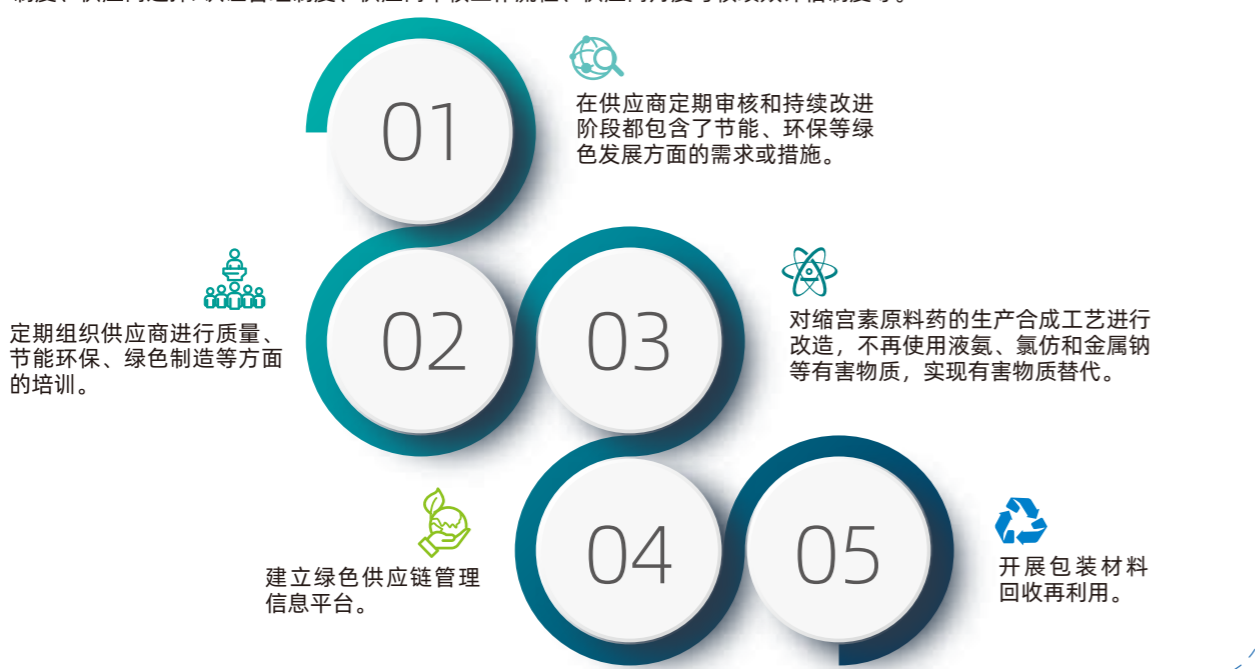 01
在供应商定期审核和持续改进
阶段都包含了节能、环保等绿
色发展方面的需求或措施。
02
定期组织供应商进行质量、
节能环保、绿色制造等方面
的培训。
03
对缩宫素原料药的生产合成工艺进行
改造，不再使用液氨、氯仿和金属钠
等有害物质，实现有害物质替代。
04
建立绿色供应链管理
信息平台。
05
开展包装材料
回收再利用。